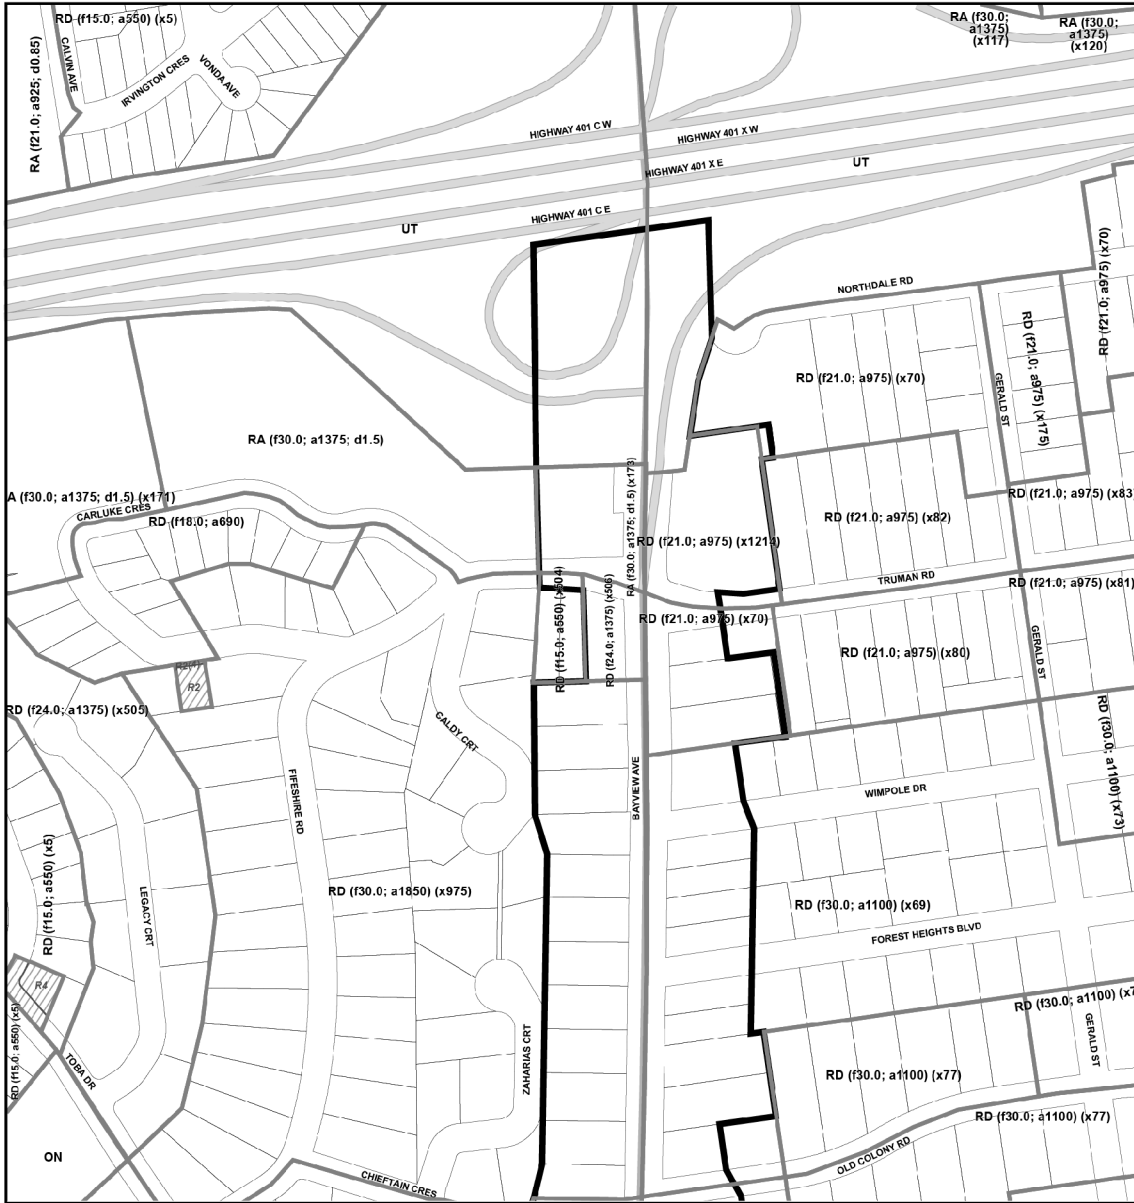 RD (f15.0; a550) (x5)
RA (f30.0;
a1375)
(x117)
RA (f30.0;
a1375)
(x120)
CALVIN AVE
IRVINGTON CRES
VONDA AVE
RA (f21.0; a925; d0.85)
HIGHWAY 401 C W
HIGHWAY 401 X W
HIGHWAY 401 X E
UT
HIGHWAY 401 C E
UT
RD (f21.0; a975) (x70)
NORTHDALE RD
RD (f21.0; a975) (x175)
RD (f21.0; a975) (x70)
GERALD ST
RA (f30.0; a1375; d1.5)
A (f30.0; a1375; d1.5) (x171)
CARLUKE CRES
RD (f18.0; a690)
RA (f30.0; a1375; d1.5) (x173)
RD (f21.0; a975) (x83
RD (f21.0; a975) (x82)
RD (f21.0; a975) (x1214)
TRUMAN RD
RD (f21.0; a975) (x81)
RD (f15.0; a550) (x504)
RD (f24.0; a1375) (x506)
RD (f21.0; a975) (x70)
RD (f21.0; a975) (x80)
GERALD ST
R2
RD (f24.0; a1375) (x505)
CALDY CRT
RD (f30.0; a1100) (x73)
FIFESHIRE RD
BAYVIEW AVE
WIMPOLE DR
RD (f15.0; a550) (x5)
LEGACY CRT
RD (f30.0; a1850) (x975)
RD (f30.0; a1100) (x69)
FOREST HEIGHTS BLVD
R4
RD (f30.0; a1100) (x7
GERALD ST
RD (f15.0; a550) (x5)
TOBA DR
ZAHARIAS CRT
RD (f30.0; a1100) (x77)
RD (f30.0; a1100) (x77)
OLD COLONY RD
ON
CHIEFTAIN CRES